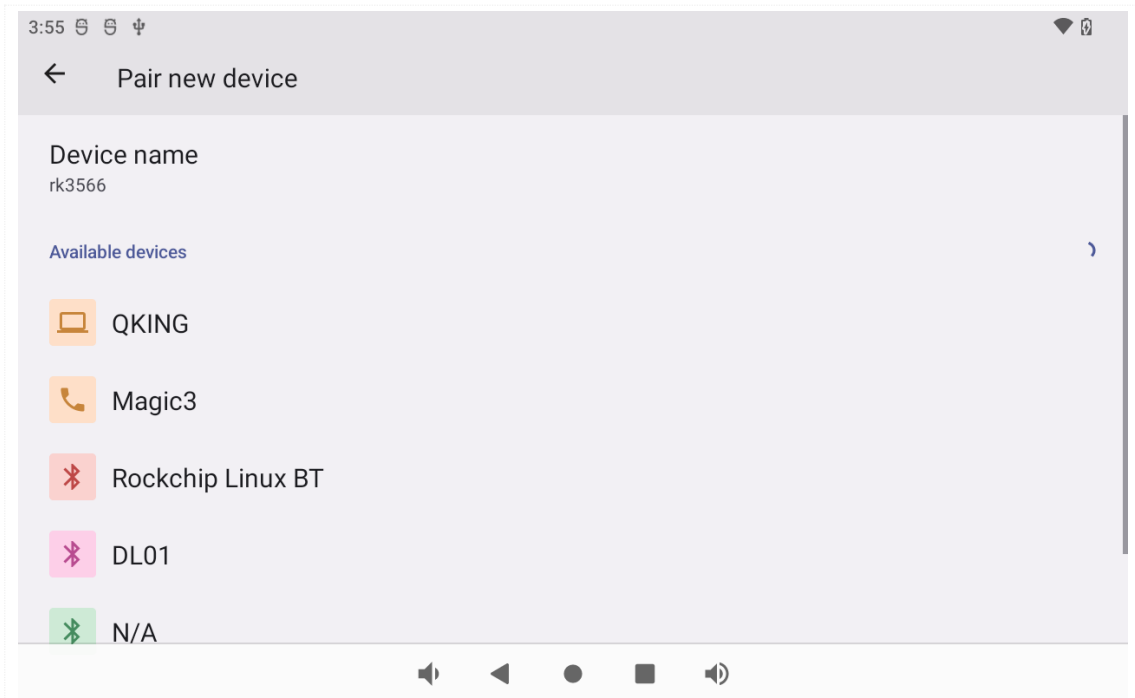 3:55
Pair new device
Device name
rk3566
Available devices
QKING
Magic3
Rockchip Linux BT
DL01
N/A